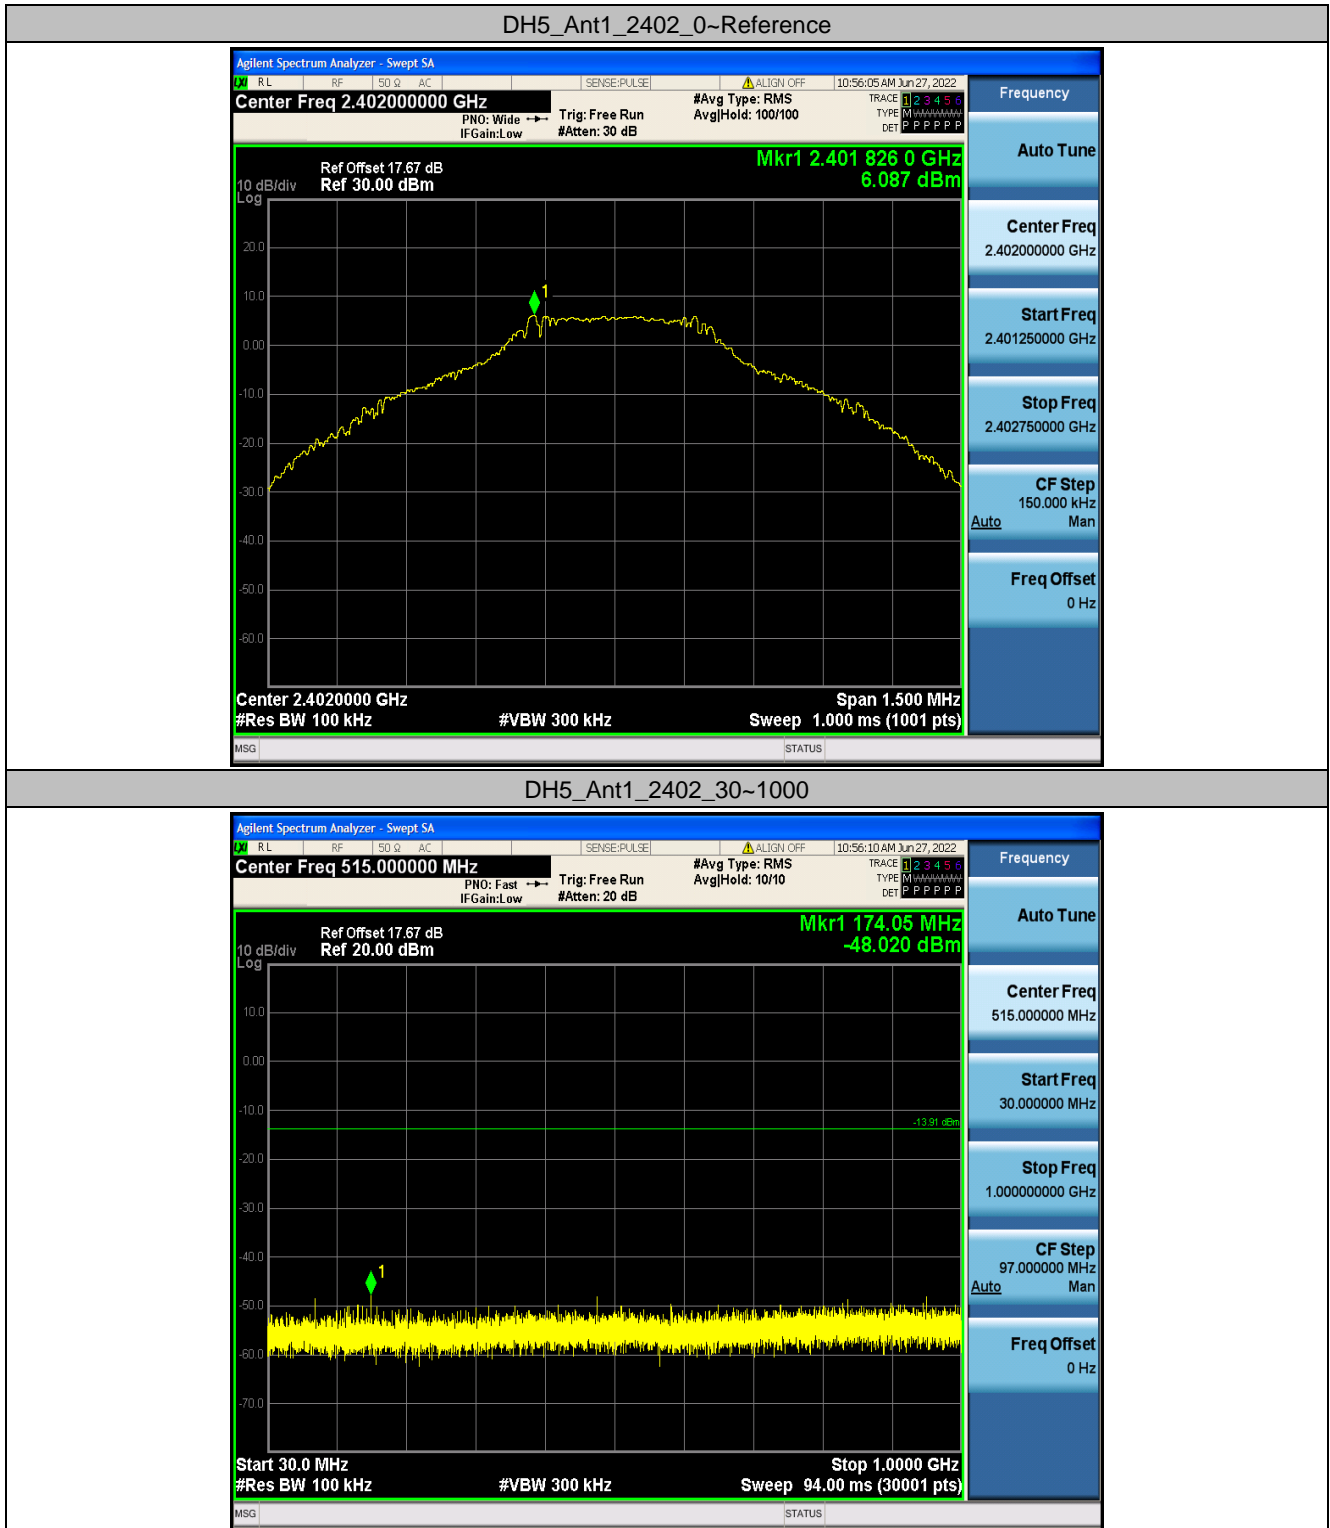 DH5_Ant1_2402_0~Reference
Agilent Spectrum Analyzer - Swept SA
LXI RL RF 50 Ω AC SENSE:PULSE ALIGN OFF 10:56:05 AM Jun 27, 2022
Center Freq 2.402000000 GHz
#Avg Type: RMS
TRACE 1 2 3 4 5 6
PNO: Wide
Trig: Free Run
Avg|Hold: 100/100
TYPE M WWWWW
IFGain:Low
#Atten: 30 dB
DET P P P P P P
Frequency
Auto Tune
Mkr1 2.401 826 0 GHz
6.087 dBm
Ref Offset 17.67 dB
10 dB/div Ref 30.00 dBm
Log
20.0
10.0
0.00
-10.0
-20.0
-30.0
-40.0
-50.0
-60.0
1
Center Freq
2.402000000 GHz
Start Freq
2.401250000 GHz
Stop Freq
2.402750000 GHz
CF Step
150.000 kHz
Auto Man
Freq Offset
0 Hz
Center 2.4020000 GHz Span 1.500 MHz
#Res BW 100 kHz #VBW 300 kHz Sweep 1.000 ms (1001 pts)
MSG STATUS
DH5_Ant1_2402_30~1000
Agilent Spectrum Analyzer - Swept SA
LXI RL RF 50 Ω AC SENSE:PULSE ALIGN OFF 10:56:10 AM Jun 27, 2022
Center Freq 515.000000 MHz
#Avg Type: RMS
TRACE 1 2 3 4 5 6
PNO: Fast
Trig: Free Run
Avg|Hold: 10/10
TYPE M WWWWW
IFGain:Low
#Atten: 20 dB
DET P P P P P P
Frequency
Auto Tune
Mkr1 174.05 MHz
-48.020 dBm
Ref Offset 17.67 dB
10 dB/div Ref 20.00 dBm
Log
10.0
0.00
-10.0
-13.91 dBm
-20.0
-30.0
-40.0
-50.0
-60.0
-70.0
1
Center Freq
515.000000 MHz
Start Freq
30.000000 MHz
Stop Freq
1.000000000 GHz
CF Step
97.000000 MHz
Auto Man
Freq Offset
0 Hz
Start 30.0 MHz Stop 1.0000 GHz
#Res BW 100 kHz #VBW 300 kHz Sweep 94.00 ms (30001 pts)
MSG STATUS